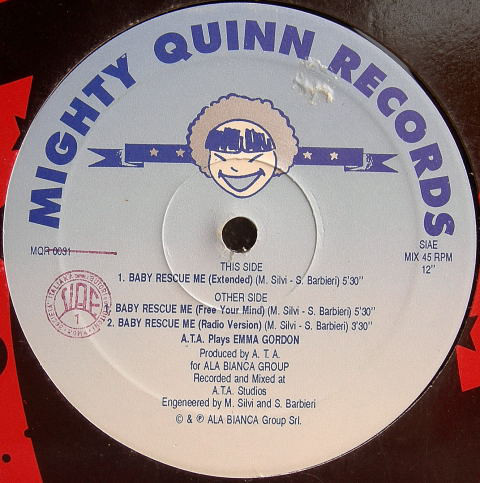 MIGHTY QUINN RECORDS
MQR 0031
SIAE
MIX 45 RPM
12"
THIS SIDE
1. BABY RESCUE ME (Extended) (M. Silvi - S. Barbieri) 5'30"
OTHER SIDE
1. BABY RESCUE ME (Free Your Mind) (M. Silvi - S. Barbieri) 5'30"
2. BABY RESCUE ME (Radio Version) (M. Silvi - S. Barbieri) 3'30"
A.T.A. Plays EMMA GORDON
Produced by A. T. A.
for ALA BIANCA GROUP
Recorded and Mixed at
A.T.A. Studios
Engeneered by M. Silvi and S. Barbieri
© & ℗ ALA BIANCA Group Srl.
SIAE
1